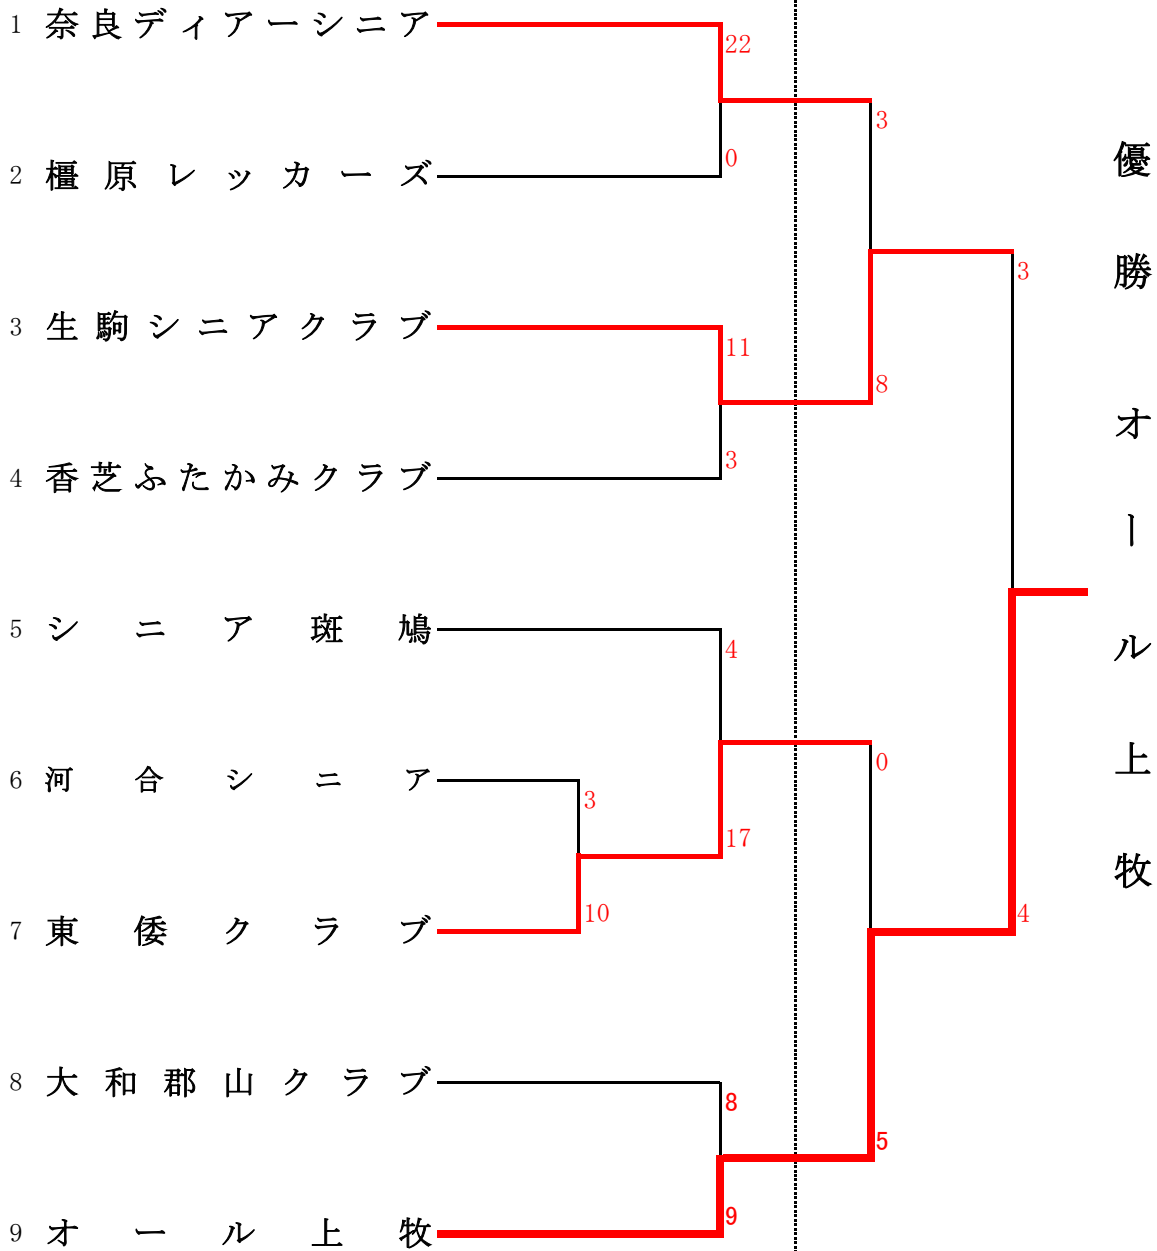 1 奈良ディアーシニア
22
3
0
2 橿原レッカーズ
3
3 生駒シニアクラブ
11
8
3
4 香芝ふたかみクラブ
5 シニア斑鳩
4
0
6 河合シニア
3
17
10
7 東倭クラブ
4
8 大和郡山クラブ
8
5
9
9 オール上牧
優勝オール上牧